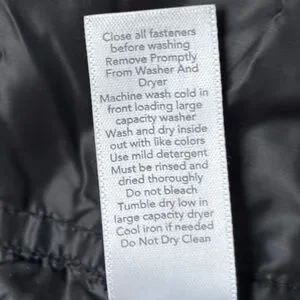 Close all fasteners
before washing
Remove Promptly
From Washer And
Dryer
Machine wash cold in
front loading large
capacity washer
Wash and dry inside
out with like colors
Use mild detergent
Must be rinsed and
dried thoroughly
Do not bleach
Tumble dry low in
large capacity dryer
Cool iron if needed
Do Not Dry Clean